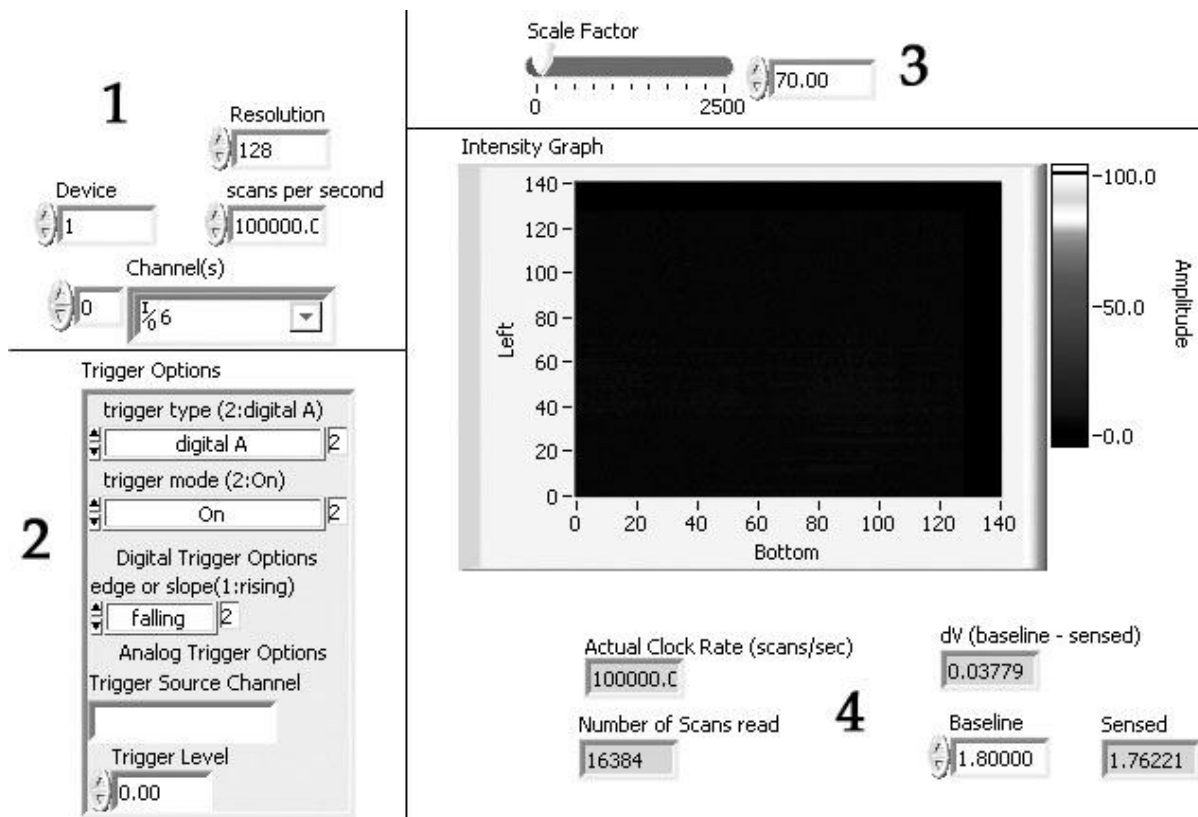 1
Resolution
128
Device
scans per second
1
100000.0
Channel(s)
0
I/O 6
2
Trigger Options
trigger type (2:digital A)
digital A 2
trigger mode (2:On)
On 2
Digital Trigger Options
edge or slope(1:rising)
falling 2
Analog Trigger Options
Trigger Source Channel
Trigger Level
0.00
Scale Factor
0 2500
70.00
3
Intensity Graph
140
120
100
80
60
40
20
0
Left
0 20 40 60 80 100 120 140
Bottom
100.0
50.0
0.0
Amplitude
Actual Clock Rate (scans/sec)
100000.0
dV (baseline - sensed)
0.03779
Number of Scans read
16384
4
Baseline
1.80000
Sensed
1.76221